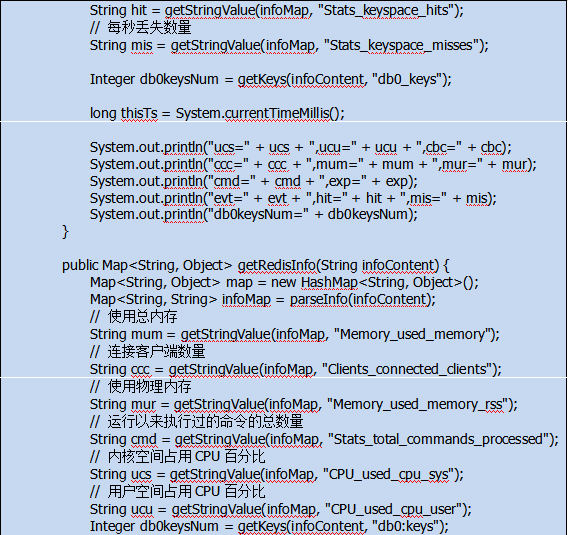 String hit = getStringValue(infoMap, "Stats_keyspace_hits");
// 每秒丢失数量
String mis = getStringValue(infoMap, "Stats_keyspace_misses");
Integer db0keysNum = getKeys(infoContent, "db0_keys");
long thisTs = System.currentTimeMillis();
System.out.println("ucs=" + ucs + ",ucu=" + ucu + ",cbc=" + cbc);
System.out.println("ccc=" + ccc + ",mum=" + mum + ",mur=" + mur);
System.out.println("cmd=" + cmd + ",exp=" + exp);
System.out.println("evt=" + evt + ",hit=" + hit + ",mis=" + mis);
System.out.println("db0keysNum=" + db0keysNum);
}
public Map<String, Object> getRedisInfo(String infoContent) {
Map<String, Object> map = new HashMap<String, Object>();
Map<String, String> infoMap = parseInfo(infoContent);
// 使用总内存
String mum = getStringValue(infoMap, "Memory_used_memory");
// 连接客户端数量
String ccc = getStringValue(infoMap, "Clients_connected_clients");
// 使用物理内存
String mur = getStringValue(infoMap, "Memory_used_memory_rss");
// 运行以来执行过的命令的总数量
String cmd = getStringValue(infoMap, "Stats_total_commands_processed");
// 内核空间占用 CPU 百分比
String ucs = getStringValue(infoMap, "CPU_used_cpu_sys");
// 用户空间占用 CPU 百分比
String ucu = getStringValue(infoMap, "CPU_used_cpu_user");
Integer db0keysNum = getKeys(infoContent, "db0:keys");